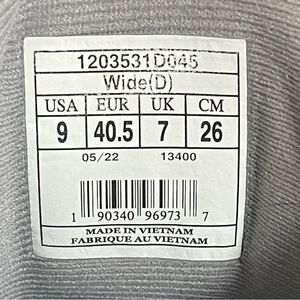 1203531D045
Wide(D)
USA EUR UK CM
9 40.5 7 26
05/22 13400
1 90340 96973 7
MADE IN VIETNAM
FABRIQUE AU VIETNAM